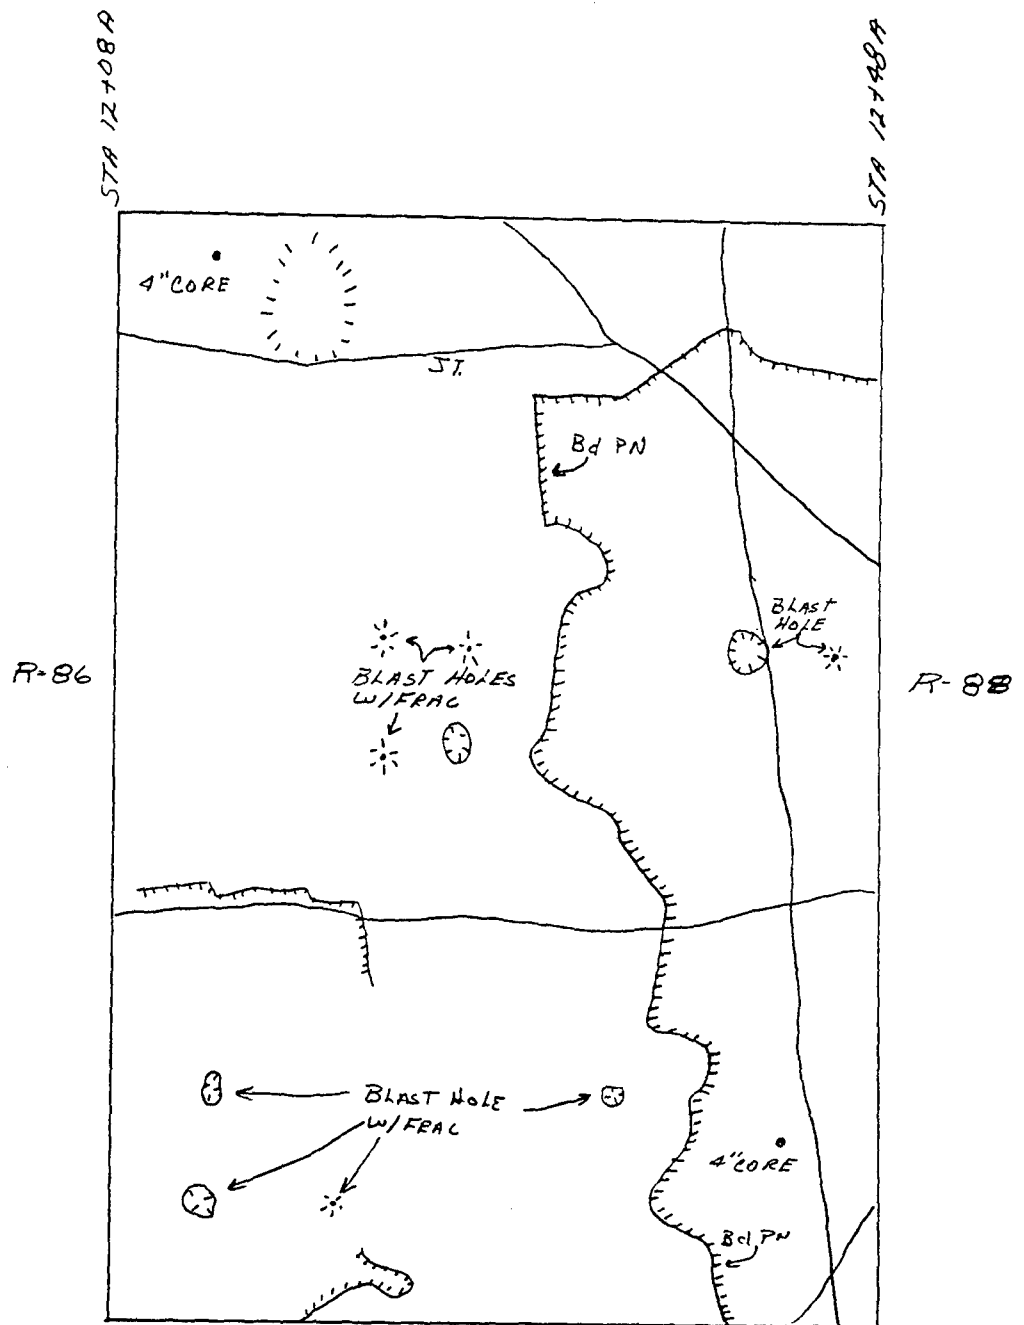 STA 12+08A
STA 12+48A
4" CORE
JT.
Bd PN
BLAST
HOLE
R-86
BLAST HOLES
W/FRAC
R-88
BLAST HOLE
W/FRAC
4" CORE
Bd PN